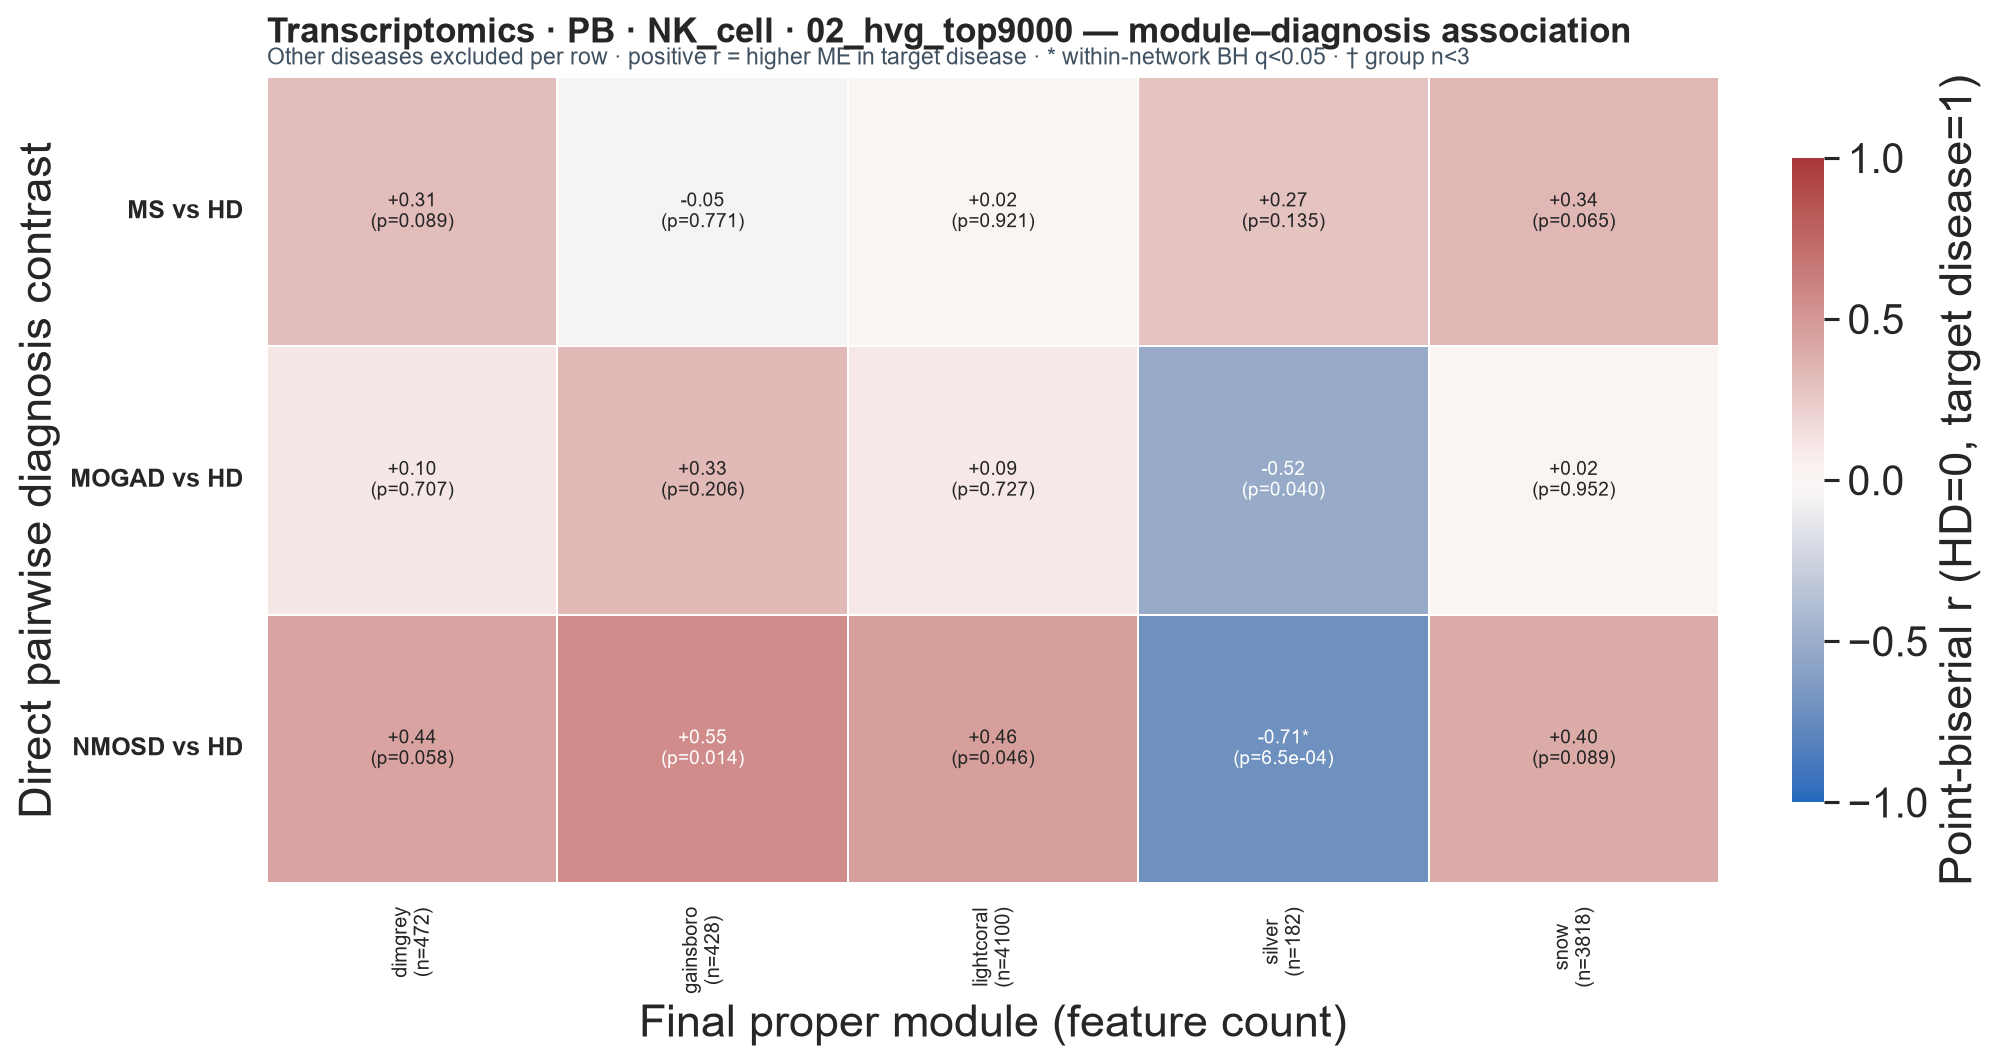 Transcriptomics · PB · NK_cell · 02_hvg_top9000 — module–diagnosis association
Other diseases excluded per row · positive r = higher ME in target disease · * within-network BH q<0.05 · † group n<3
Direct pairwise diagnosis contrast
MS vs HD
+0.31
(p=0.089)
-0.05
(p=0.771)
+0.02
(p=0.921)
+0.27
(p=0.135)
+0.34
(p=0.065)
MOGAD vs HD
+0.10
(p=0.707)
+0.33
(p=0.206)
+0.09
(p=0.727)
-0.52
(p=0.040)
+0.02
(p=0.952)
NMOSD vs HD
+0.44
(p=0.058)
+0.55
(p=0.014)
+0.46
(p=0.046)
-0.71*
(p=6.5e-04)
+0.40
(p=0.089)
dimgrey
(n=472)
gainsboro
(n=428)
lightcoral
(n=4100)
silver
(n=182)
snow
(n=3818)
Final proper module (feature count)
1.0
0.5
0.0
−0.5
−1.0
Point-biserial r (HD=0, target disease=1)